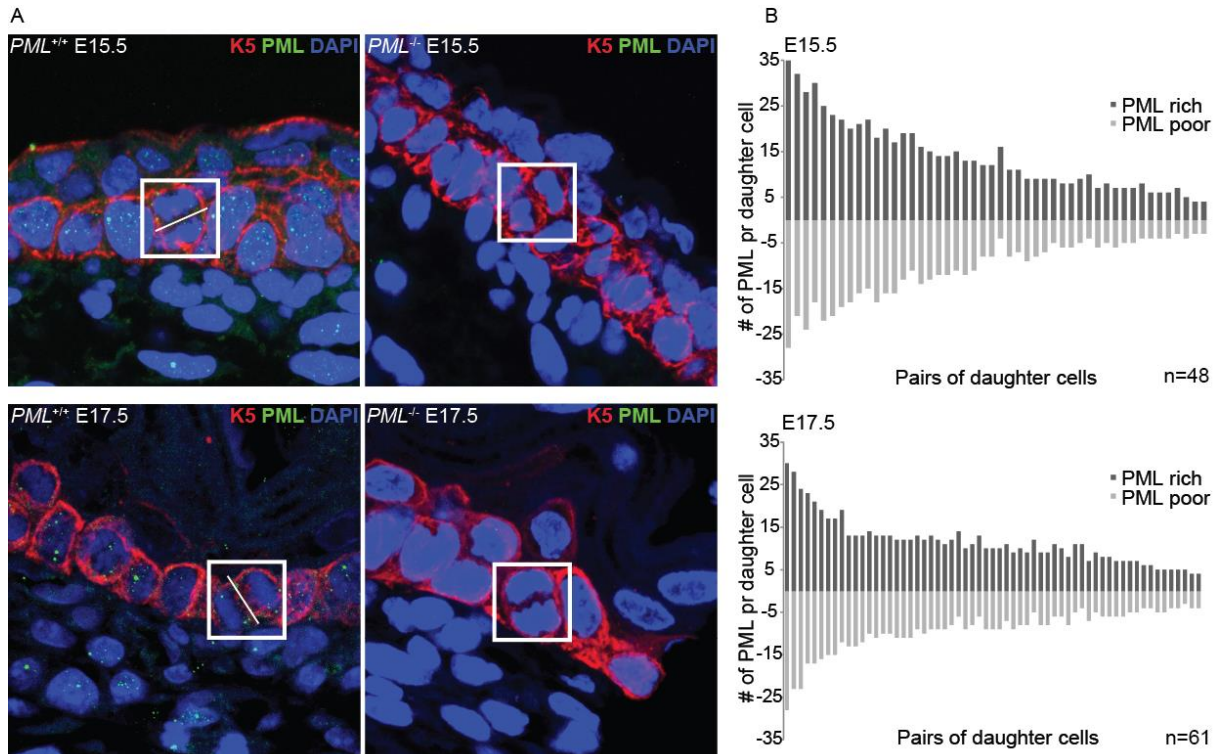 A
PML+/+ E15.5
K5 PML DAPI
PML-/- E15.5
K5 PML DAPI
PML+/+ E17.5
K5 PML DAPI
PML-/- E17.5
K5 PML DAPI
B
E15.5
35
25
15
5
-5
-15
-25
-35
# of PML pr daughter cell
PML rich
PML poor
Pairs of daughter cells
n=48
E17.5
35
25
15
5
-5
-15
-25
-35
# of PML pr daughter cell
PML rich
PML poor
Pairs of daughter cells
n=61